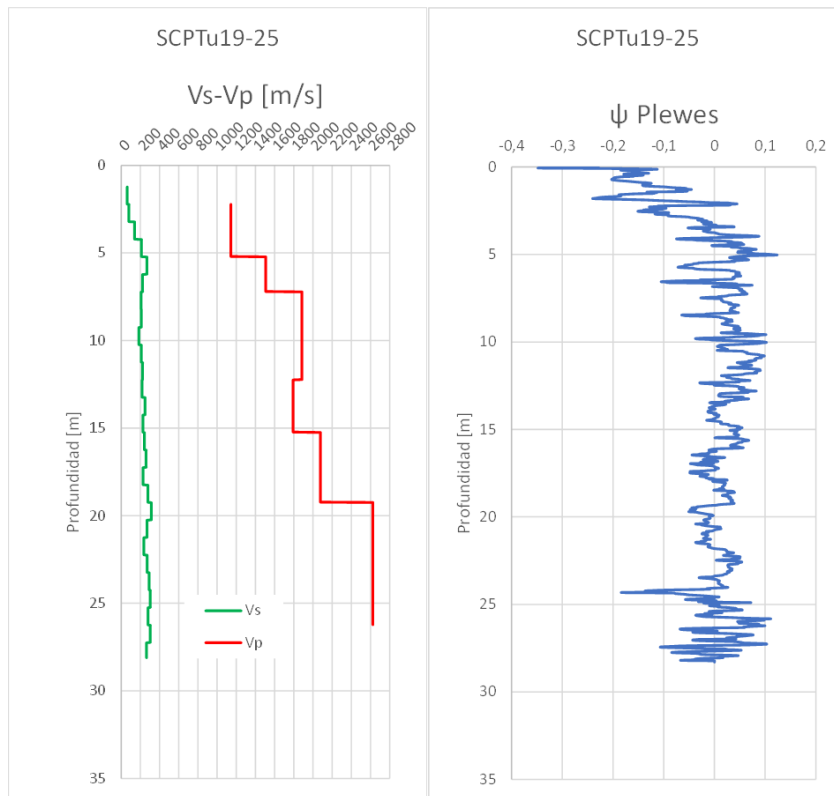 SCPTu19-25
Vs-Vp [m/s]
0 200 400 600 800 1000 1200 1400 1600 1800 2000 2200 2400 2600 2800
0
5
10
15
20
25
30
35
Profundidad [m]
Vs
Vp
SCPTu19-25
ψ Plewes
-0,4 -0,3 -0,2 -0,1 0 0,1 0,2
0
5
10
15
20
25
30
35
Profundidad [m]